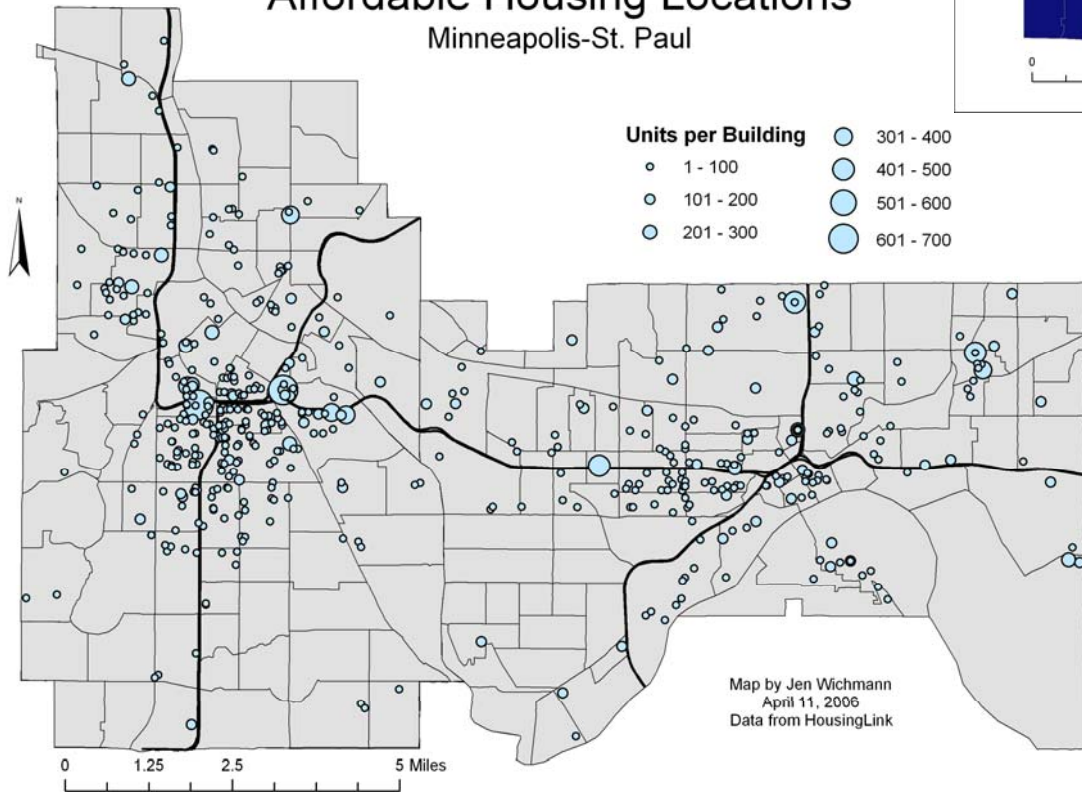 Affordable Housing Locations
Minneapolis-St. Paul
0
Units per Building
1 - 100
101 - 200
201 - 300
301 - 400
401 - 500
501 - 600
601 - 700
N
Map by Jen Wichmann
April 11, 2006
Data from HousingLink
0 1.25 2.5 5 Miles